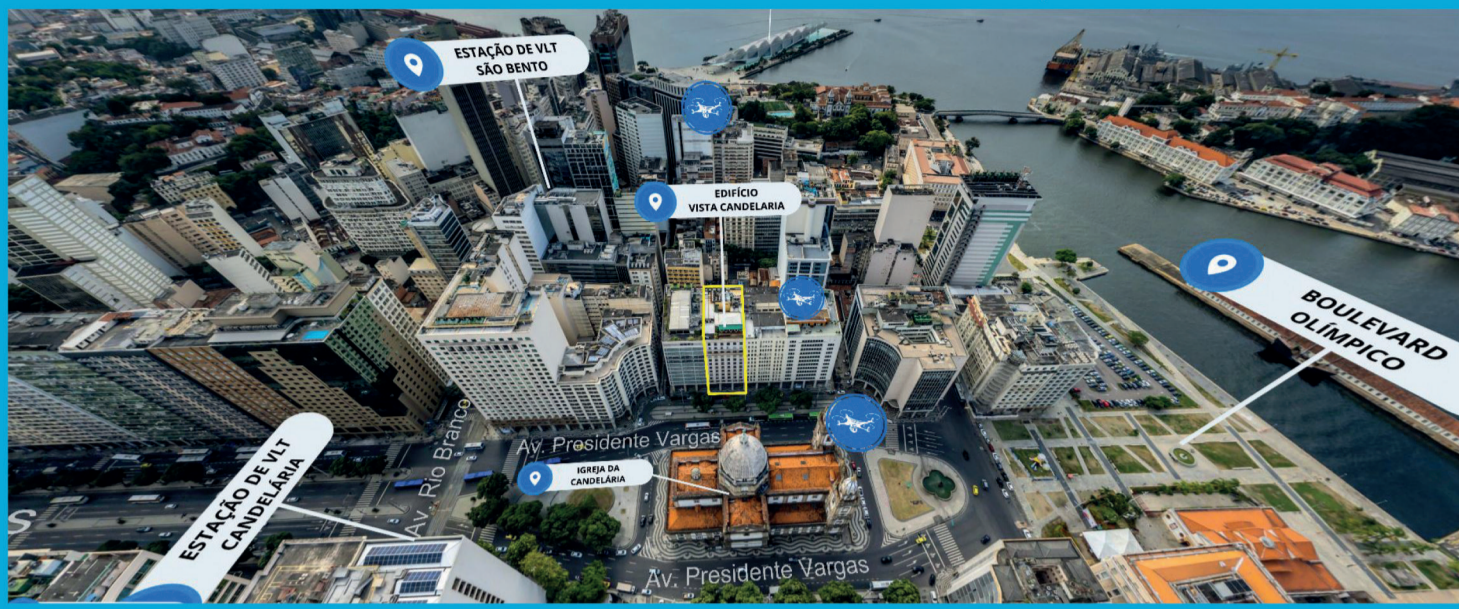 ESTAÇÃO DE VLT
SÃO BENTO
EDIFÍCIO
VISTA CANDELARIA
BOULEVARD
OLÍMPICO
ESTAÇÃO DE VLT
CANDELÁRIA
Av. Rio Branco
Av. Presidente Vargas
IGREJA DA
CANDELÁRIA
Av. Presidente Vargas
S